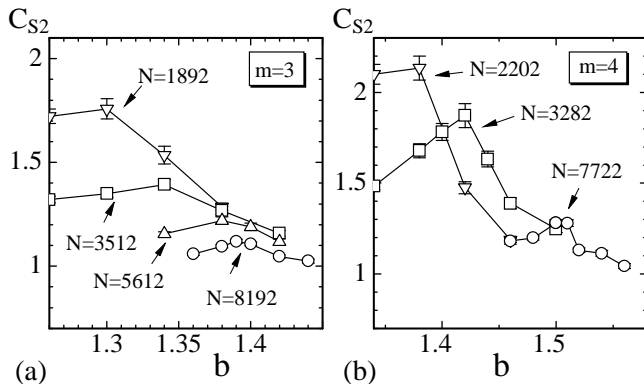 C_S2
2
1.5
1
N=1892
m=3
N=3512
N=5612
N=8192
1.3
1.35
1.4
(a)
b
C_S2
2
1.5
1
m=4
N=2202
N=3282
N=7722
1.4
1.5
(b)
b